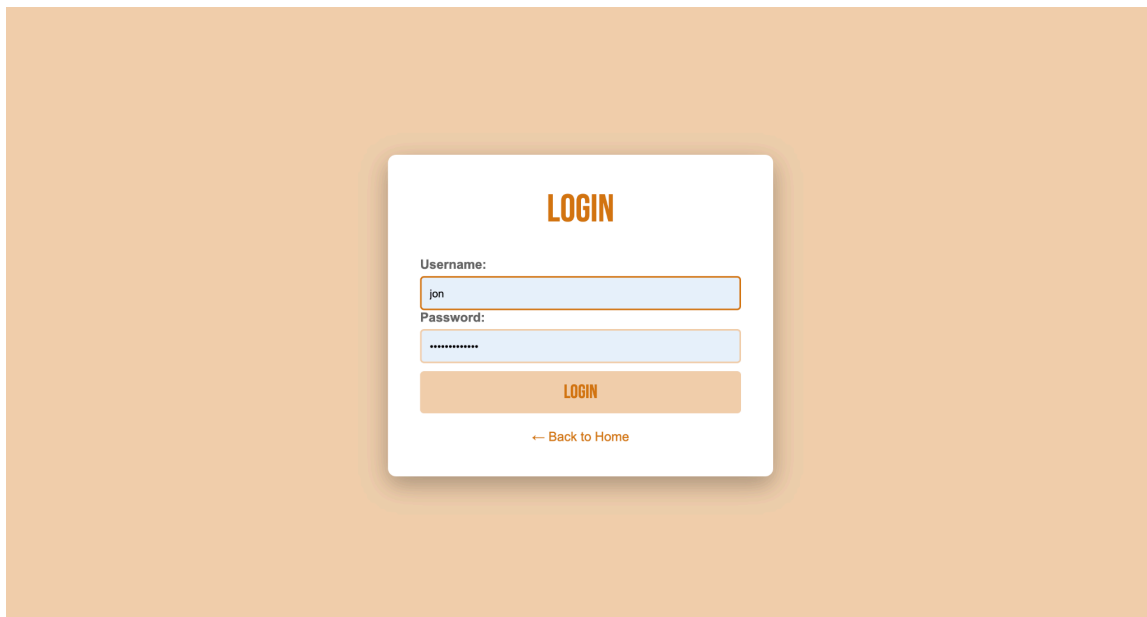 LOGIN
Username:
jon
Password:
•••••••••••••
LOGIN
← Back to Home